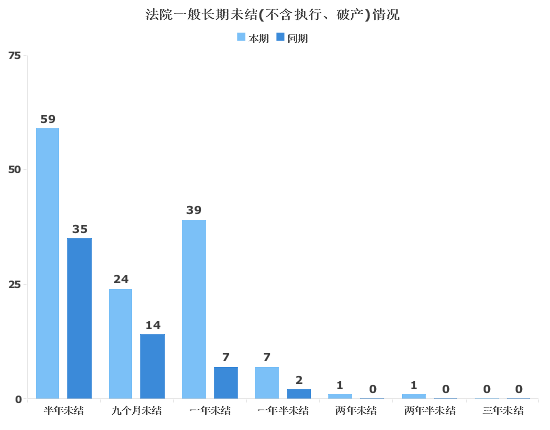 法院一般长期未结(不含执行、破产)情况
本期 同期
75
50
25
0
59 35 24 14 39 7 7 2 1 0 1 0 0 0
半年未结 九个月未结 一年未结 一年半未结 两年未结 两年半未结 三年未结